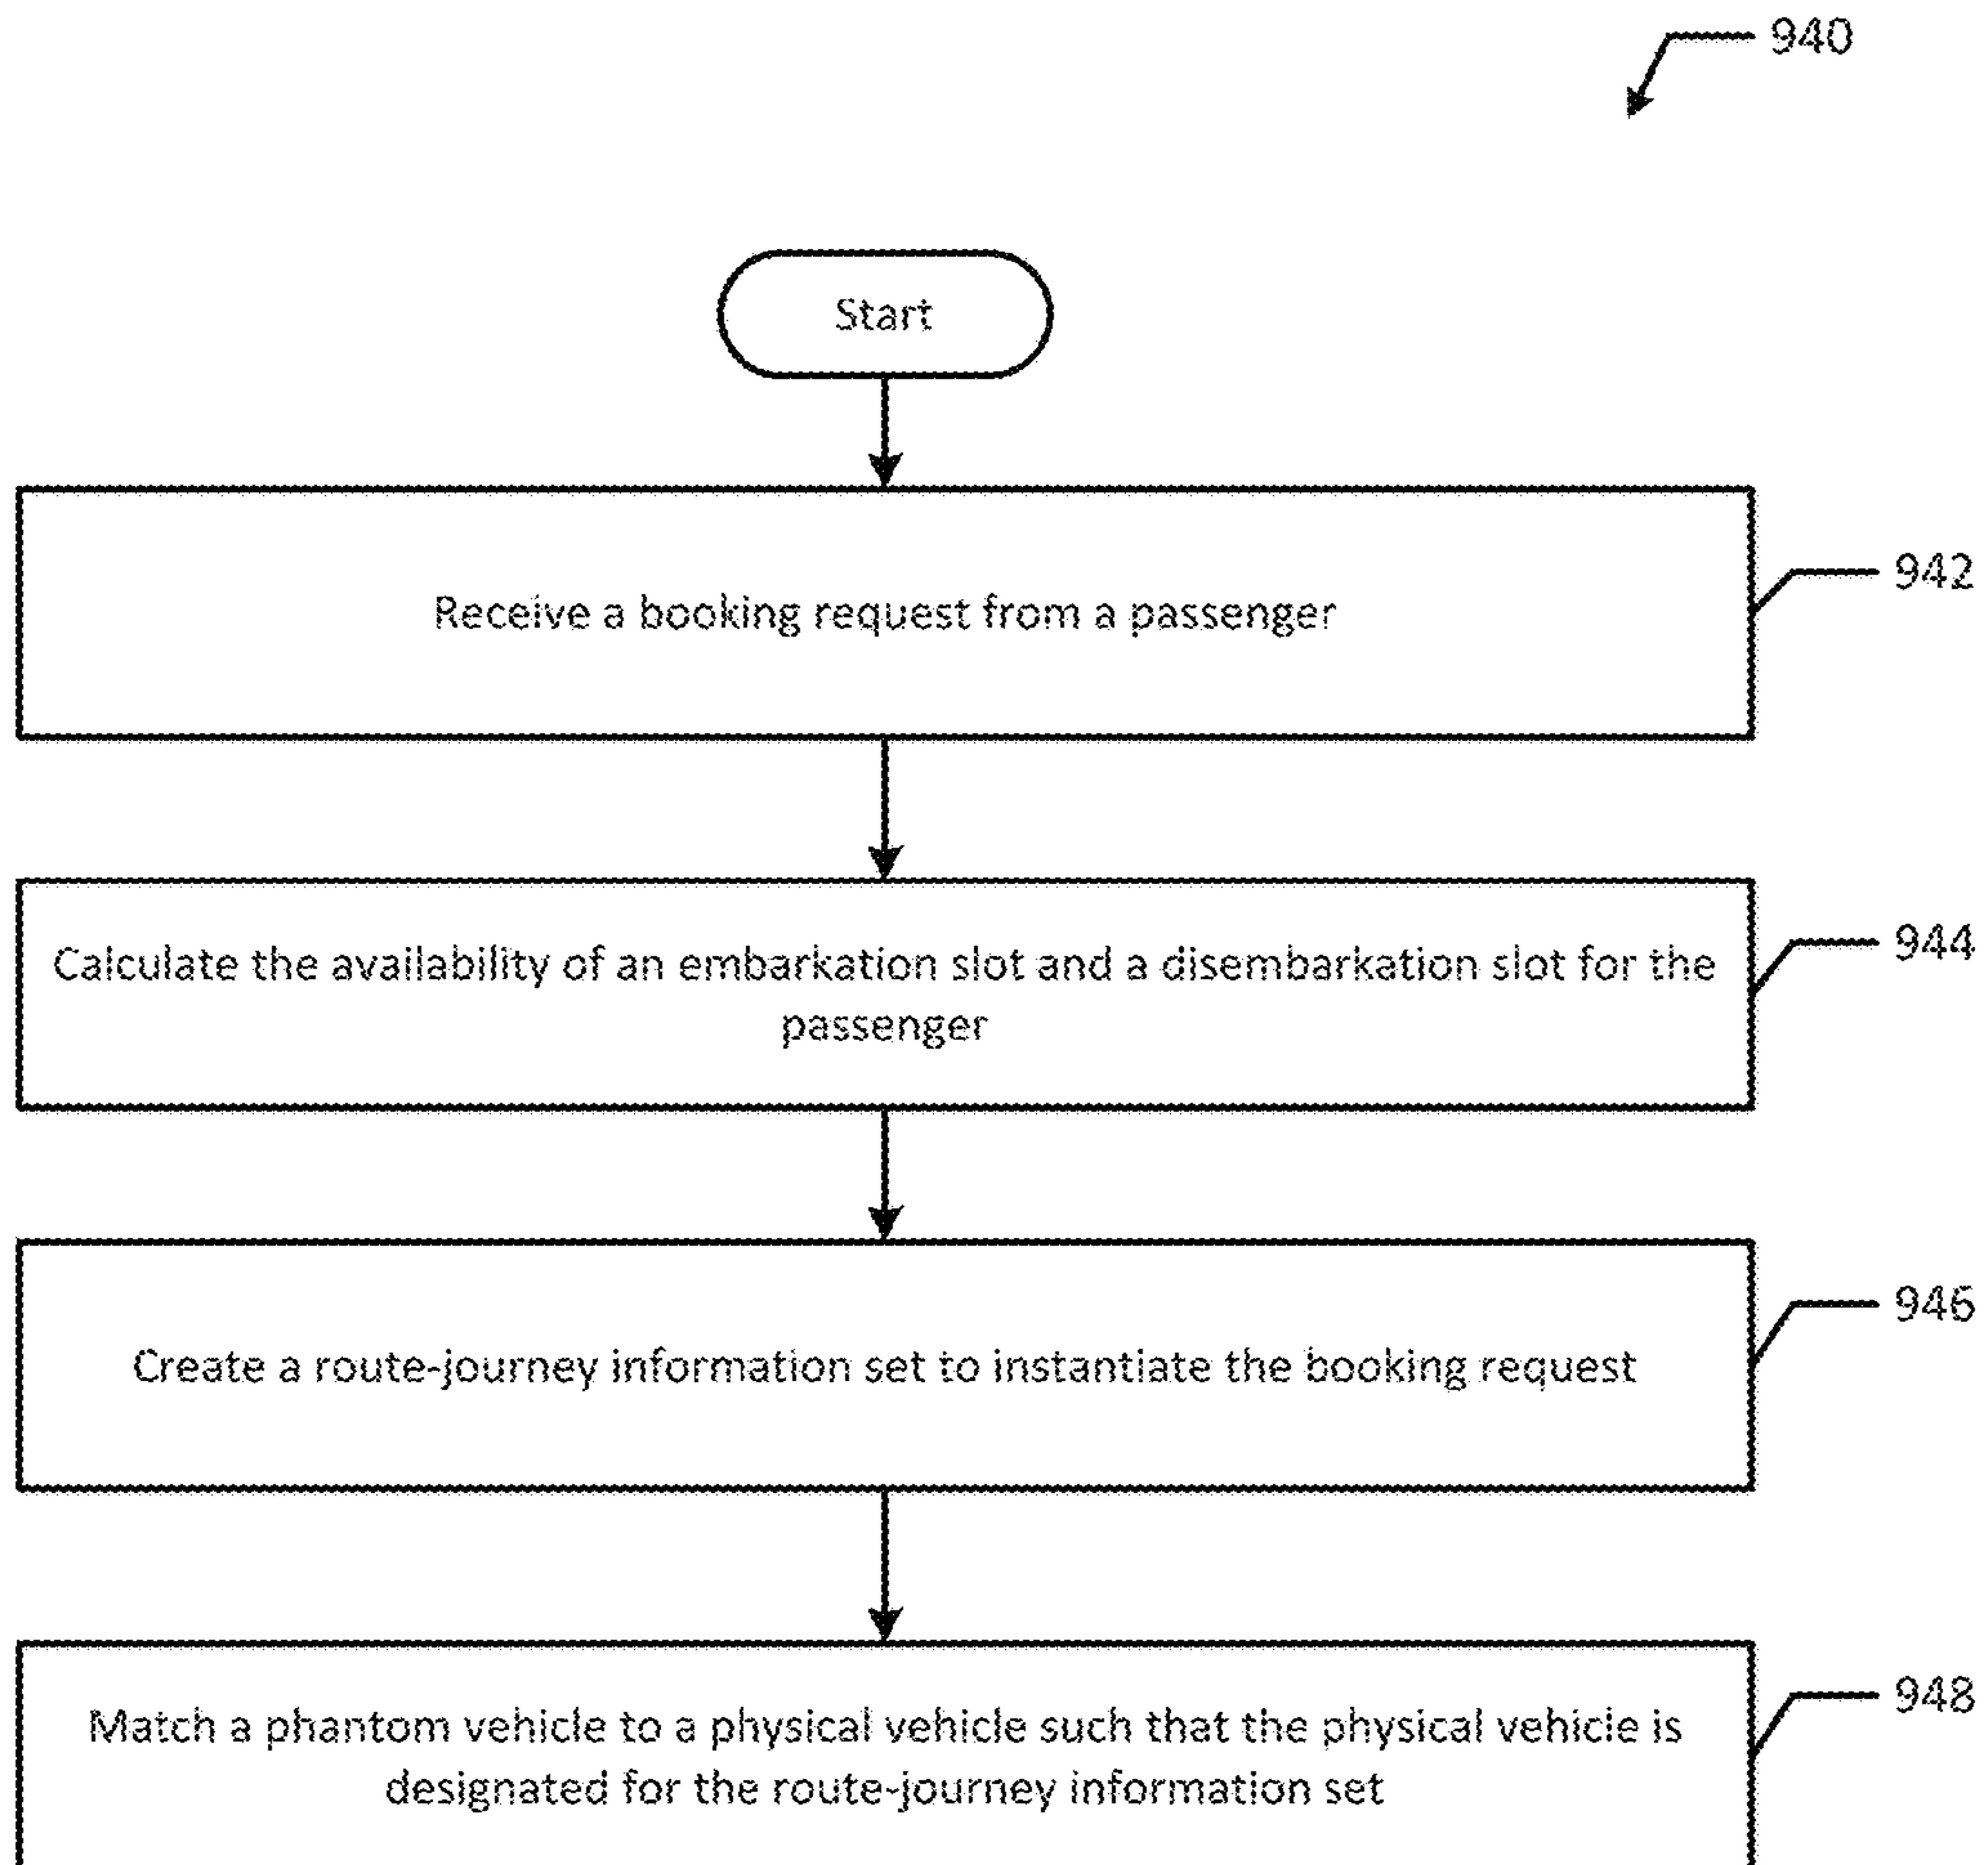 940
Start
Receive a booking request from a passenger
942
Calculate the availability of an embarkation slot and a disembarkation slot for the
passenger
944
Create a route-journey information set to instantiate the booking request
946
Match a phantom vehicle to a physical vehicle such that the physical vehicle is
designated for the route-journey information set
948